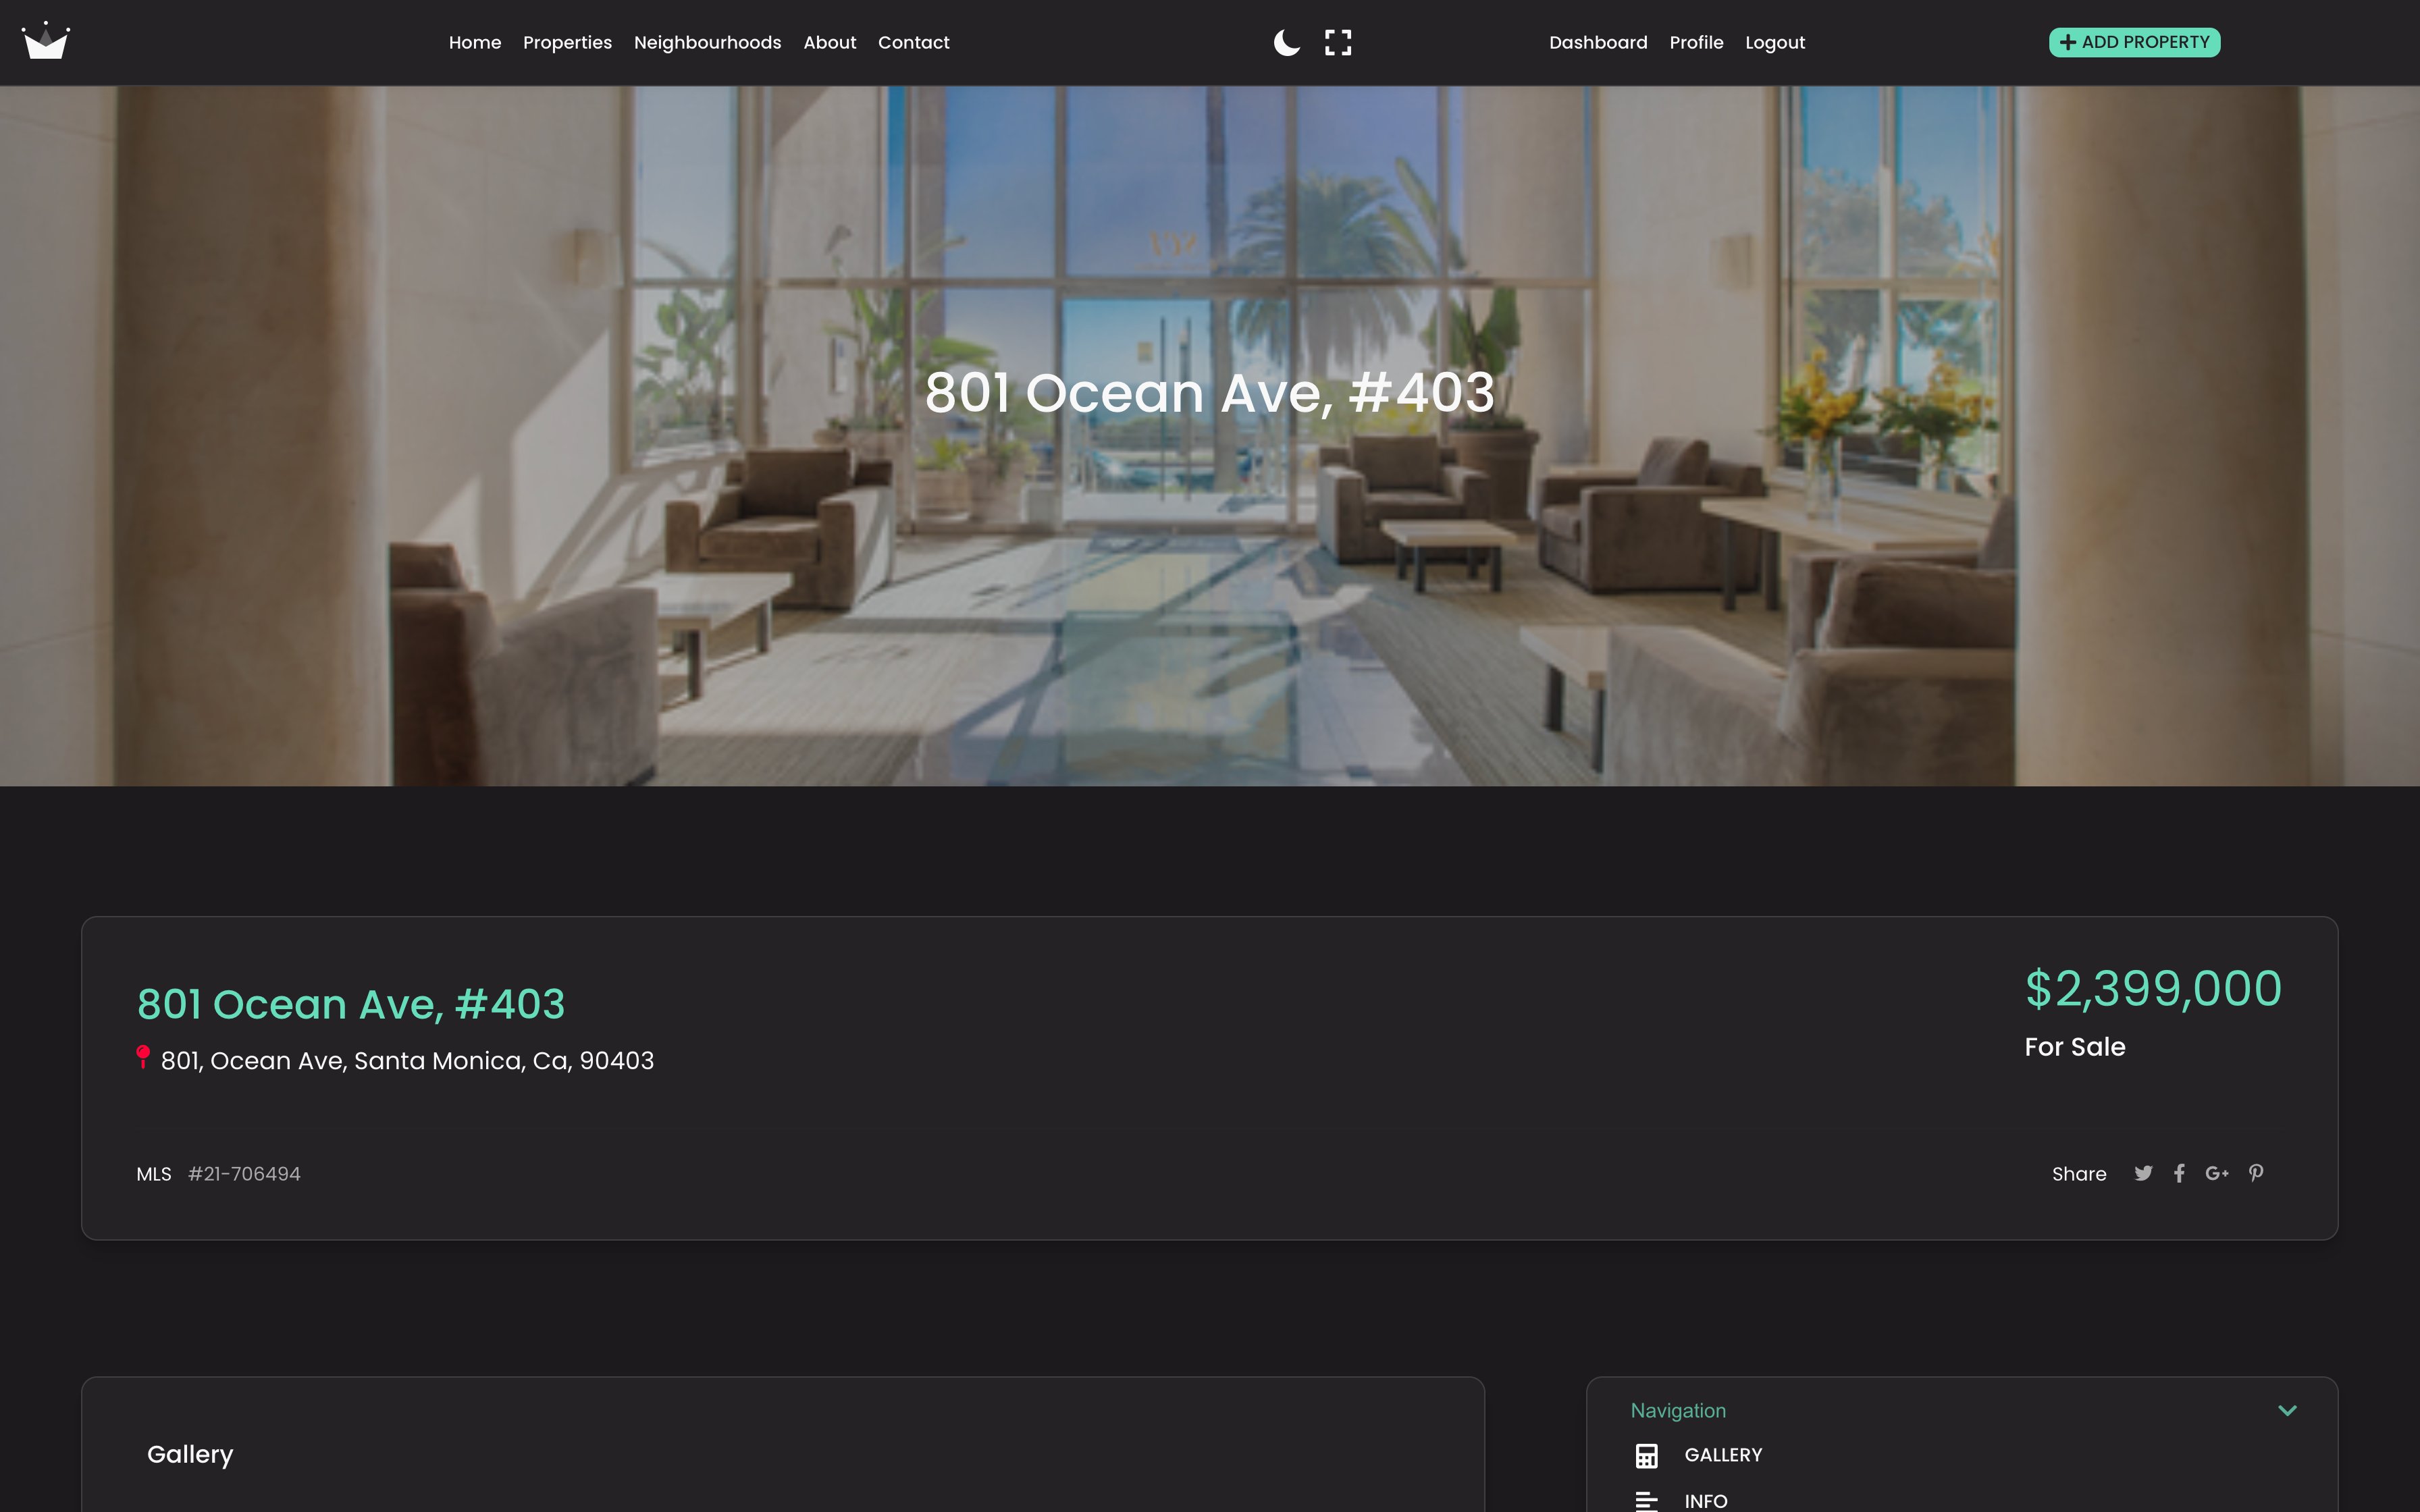 Home Properties Neighbourhoods About Contact Dashboard Profile Logout ADD PROPERTY
801 Ocean Ave, #403
801 Ocean Ave, #403
$2,399,000
801, Ocean Ave, Santa Monica, Ca, 90403
For Sale
MLS #21-706494
Share
Gallery
Navigation
GALLERY
INFO